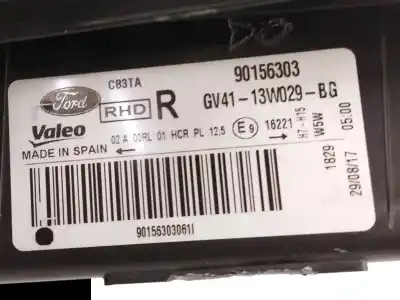 C83TA
90156303
Ford
RHD R
GV41-13W029-BG
Valeo
02 A 00RL 01 HCR PL 12.5
E9
16221
H7-H15
W5W
05:00
MADE IN SPAIN
1829
29/08/17
90156303061I